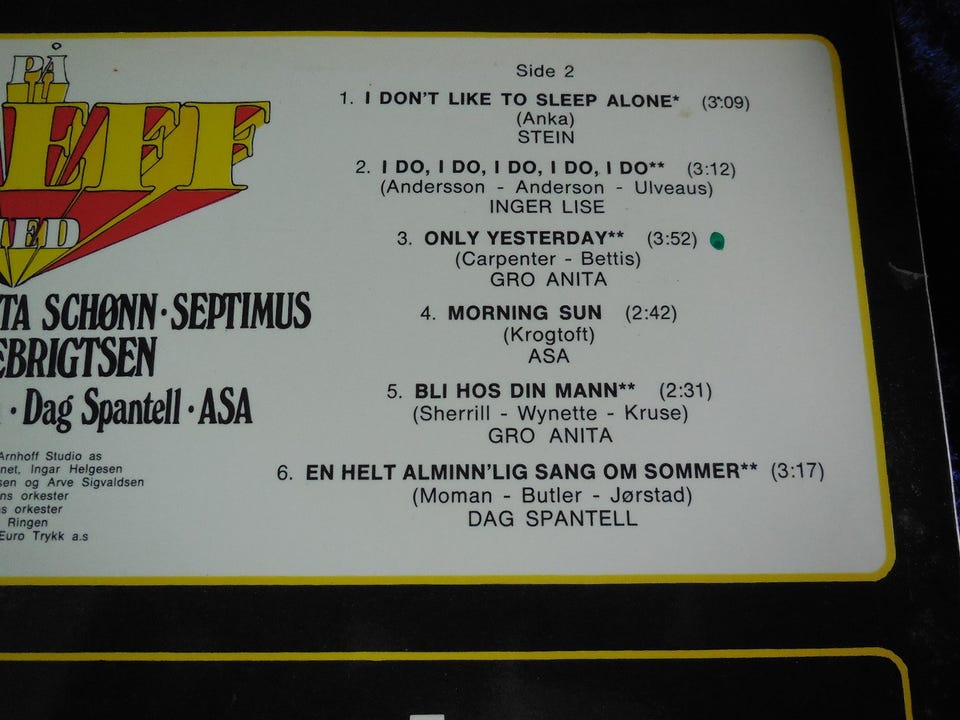 PÅ
EFF
ED
TA SCHØNN · SEPTIMUS
EBRIGTSEN
· Dag Spantell · ASA
Arnhoff Studio as
net, Ingar Helgesen
sen og Arve Sigvaldsen
ns orkester
s orkester
Ringen
Euro Trykk a.s
Side 2
1. I DON'T LIKE TO SLEEP ALONE* (3:09)
(Anka)
STEIN
2. I DO, I DO, I DO, I DO, I DO** (3:12)
(Andersson - Anderson - Ulveaus)
INGER LISE
3. ONLY YESTERDAY** (3:52)
(Carpenter - Bettis)
GRO ANITA
4. MORNING SUN (2:42)
(Krogtoft)
ASA
5. BLI HOS DIN MANN** (2:31)
(Sherrill - Wynette - Kruse)
GRO ANITA
6. EN HELT ALMINN'LIG SANG OM SOMMER** (3:17)
(Moman - Butler - Jørstad)
DAG SPANTELL